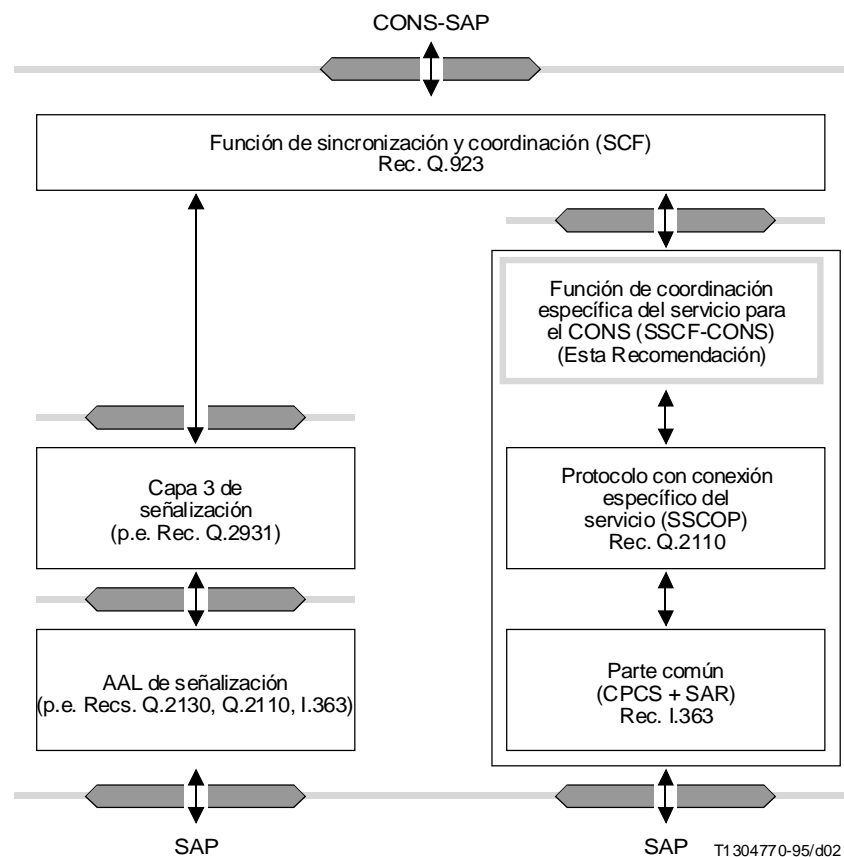 CONS-SAP
Función de sincronización y coordinación (SCF)
Rec. Q.923
Función de coordinación
específica del servicio para
el CONS (SSCF-CONS)
(Esta Recomendación)
Capa 3 de
señalización
(p.e. Rec. Q.2931)
Protocolo con conexión
específico del
servicio (SSCOP)
Rec. Q.2110
AAL de señalización
(p.e. Recs. Q.2130, Q.2110, I.363)
Parte común
(CPCS + SAR)
Rec. I.363
SAP
SAP
T1304770-95/d02